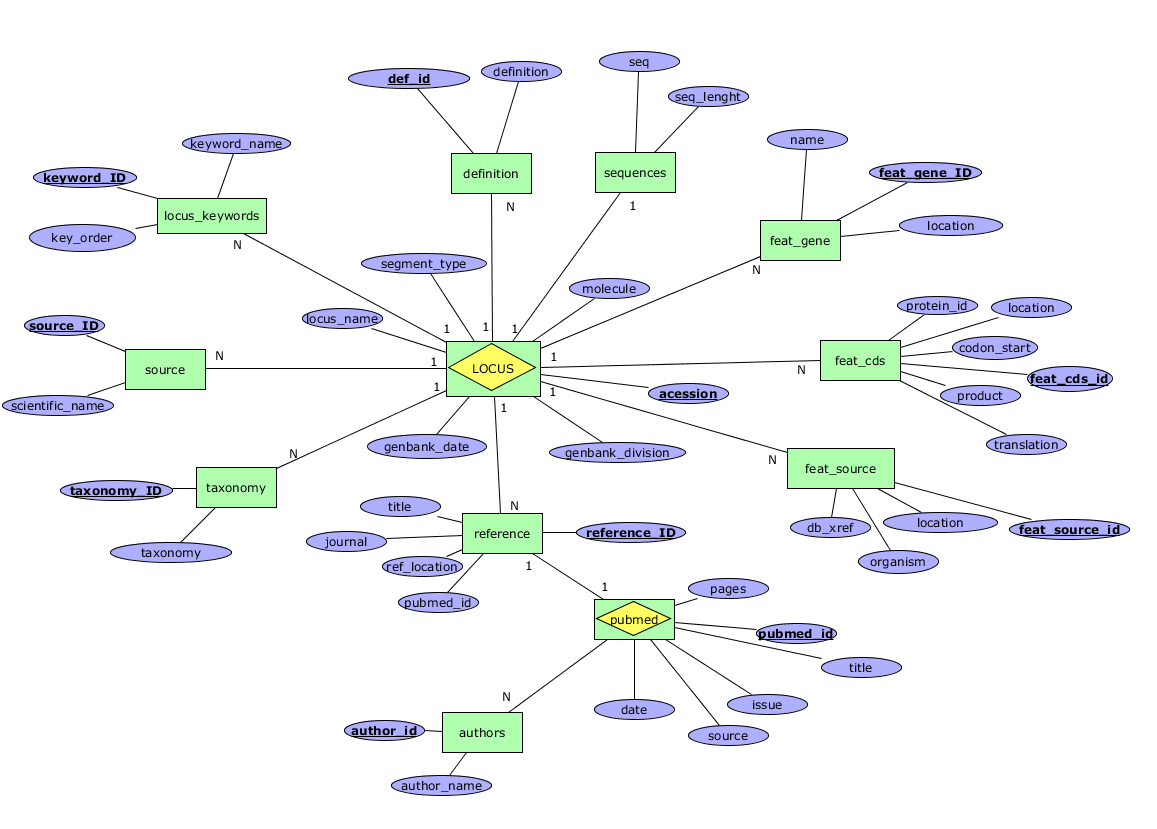 seq
definition
def_id
seq_lenght
name
keyword_name
feat_gene_ID
definition
sequences
keyword_ID
locus_keywords
N
1
location
key_order
feat_gene
N
segment_type
N
molecule
protein_id
location
locus_name
source_ID
1
1
1
codon_start
N
1
1
source
LOCUS
feat_cds
N
feat_cds_id
1
1
acession
product
scientific_name
1
genbank_date
genbank_division
translation
N
N
feat_source
taxonomy_ID
taxonomy
title
N
db_xref
location
feat_source_id
journal
reference
reference_ID
taxonomy
ref_location
1
organism
pubmed_id
1
pages
pubmed
pubmed_id
title
N
date
issue
author_id
authors
source
author_name